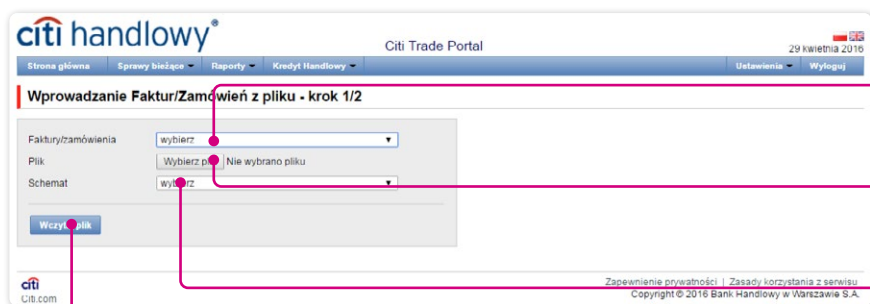 citi handlowy®
Citi Trade Portal
29 kwietnia 2016
Strona główna Sprawy bieżące Raporty Kredyt Handlowy Ustawienia Wyloguj
Wprowadzanie Faktur/Zamówień z pliku - krok 1/2
Faktury/zamówienia wybierz
Plik Wybierz plik Nie wybrano pliku
Schemat wybierz
Wczytaj plik
citi
Citi.com
Zapewnienie prywatności | Zasady korzystania z serwisu
Copyright © 2016 Bank Handlowy w Warszawie S.A.